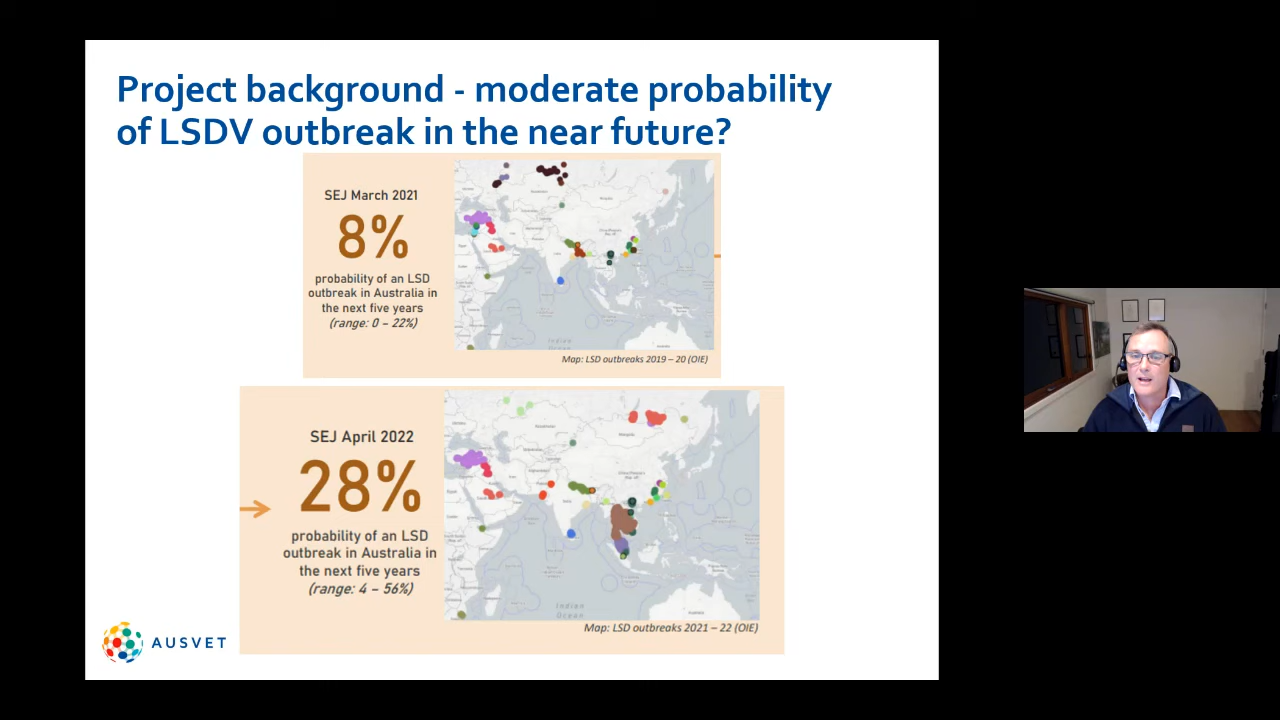 Project background - moderate probability
of LSDV outbreak in the near future?
SEJ March 2021
8%
probability of an LSD
outbreak in Australia in
the next five years
(range: 0 – 22%)
Indian
Map: LSD outbreaks 2019 – 20 (OIE)
SEJ April 2022
28%
probability of an LSD
outbreak in Australia in
the next five years
(range: 4 – 56%)
Indian
Ocean
Map: LSD outbreaks 2021 – 22 (OIE)
AUSVET